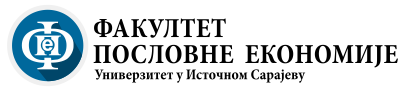 ФАКУЛТЕТ
ПОСЛОВНЕ ЕКОНОМИЈЕ
Универзитет у Источном Сарајеву